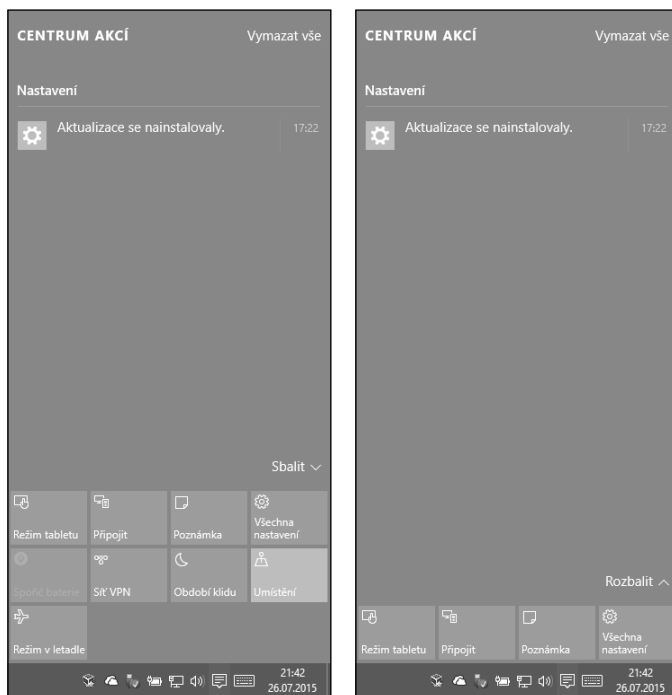 CENTRUM AKCÍ Vymazat vše
Nastavení
Aktualizace se nainstalovaly. 17:22
Sbalit
Režim tabletu Připojit Poznámka Všechna nastavení
Spořič baterie Síť VPN Období klidu Umístění
Režim v letadle
21:42
26.07.2015
CENTRUM AKCÍ Vymazat vše
Nastavení
Aktualizace se nainstalovaly. 17:22
Rozbalit
Režim tabletu Připojit Poznámka Všechna nastavení
21:42
26.07.2015